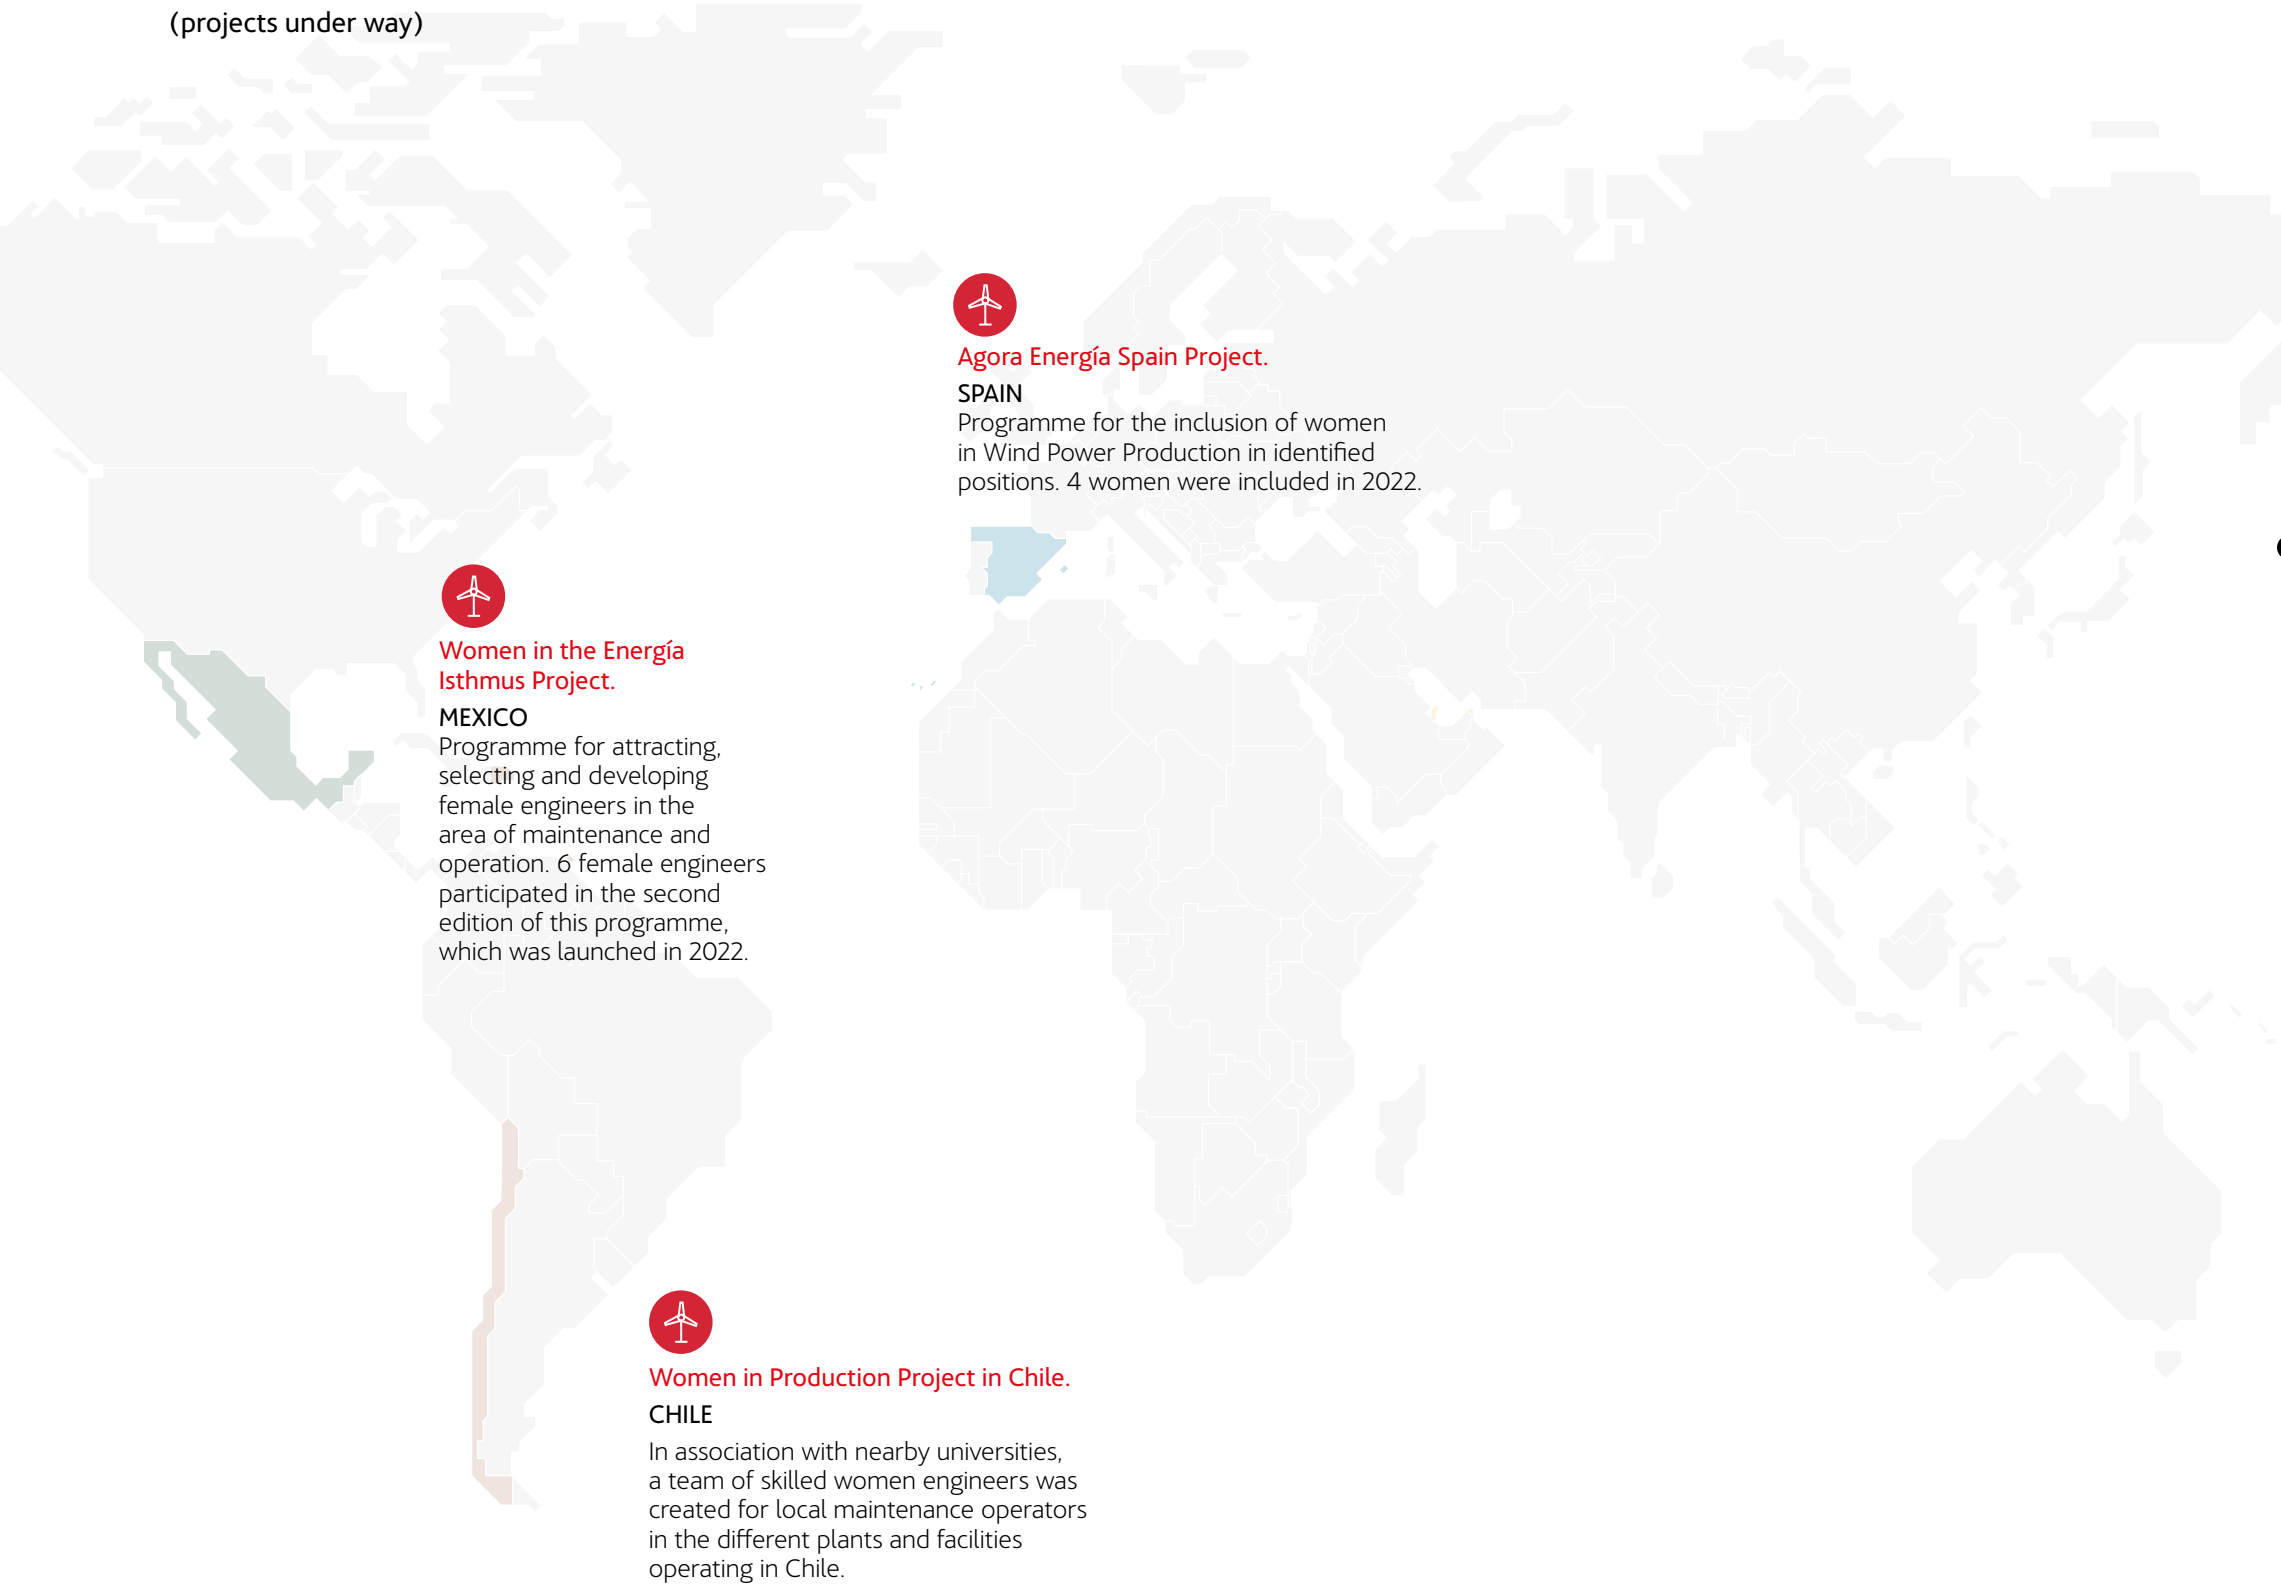 (projects under way)
Agora Energía Spain Project.
SPAIN
Programme for the inclusion of women
in Wind Power Production in identified
positions. 4 women were included in 2022.
Women in the Energía
Isthmus Project.
MEXICO
Programme for attracting,
selecting and developing
female engineers in the
area of maintenance and
operation. 6 female engineers
participated in the second
edition of this programme,
which was launched in 2022.
Women in Production Project in Chile.
CHILE
In association with nearby universities,
a team of skilled women engineers was
created for local maintenance operators
in the different plants and facilities
operating in Chile.